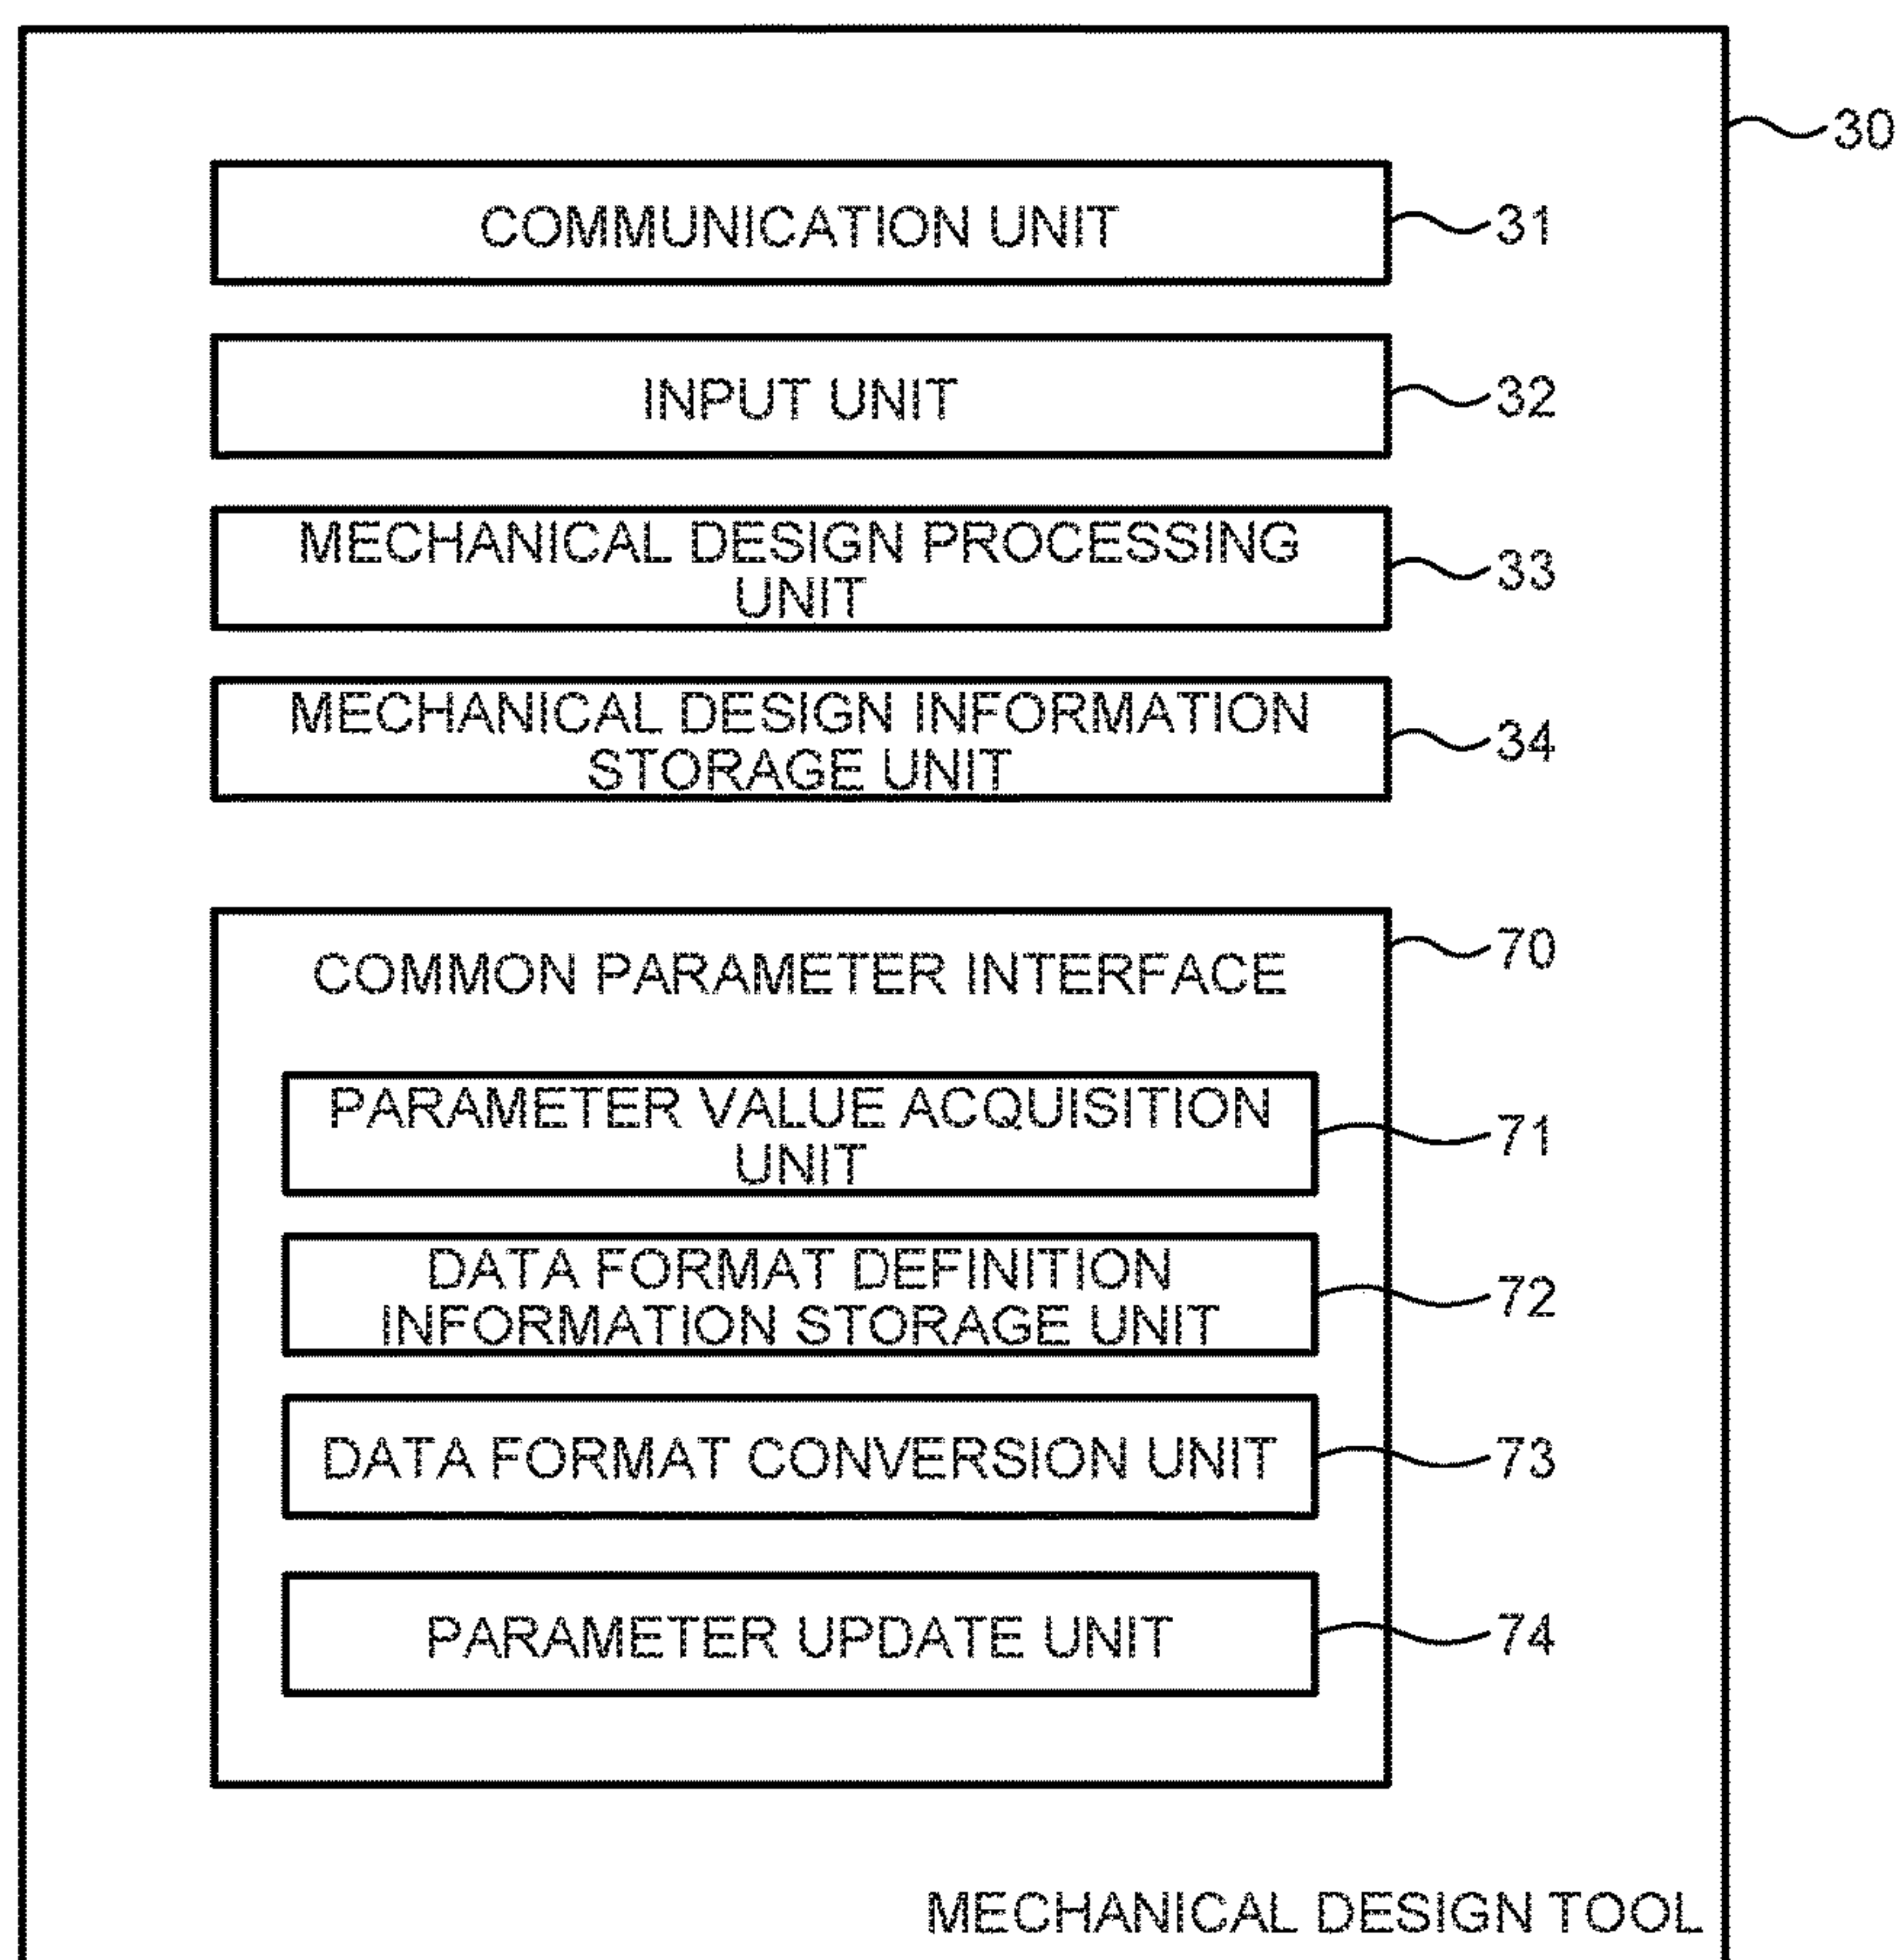 30
COMMUNICATION UNIT
31
INPUT UNIT
32
MECHANICAL DESIGN PROCESSING
UNIT
33
MECHANICAL DESIGN INFORMATION
STORAGE UNIT
34
COMMON PARAMETER INTERFACE
70
PARAMETER VALUE ACQUISITION
UNIT
71
DATA FORMAT DEFINITION
INFORMATION STORAGE UNIT
72
DATA FORMAT CONVERSION UNIT
73
PARAMETER UPDATE UNIT
74
MECHANICAL DESIGN TOOL